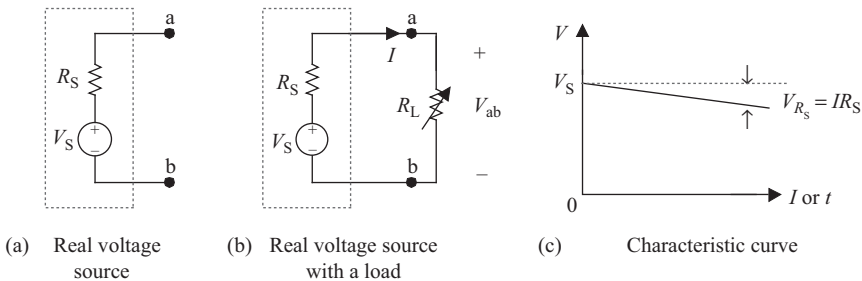 a
R_S
V_S
+
−
b
a
I
R_S
R_L
+
V_ab
−
V_S
+
−
b
V
V_S
V_{R_S} = IR_S
0
I or t
(a) Real voltage
source
(b) Real voltage source
with a load
(c) Characteristic curve